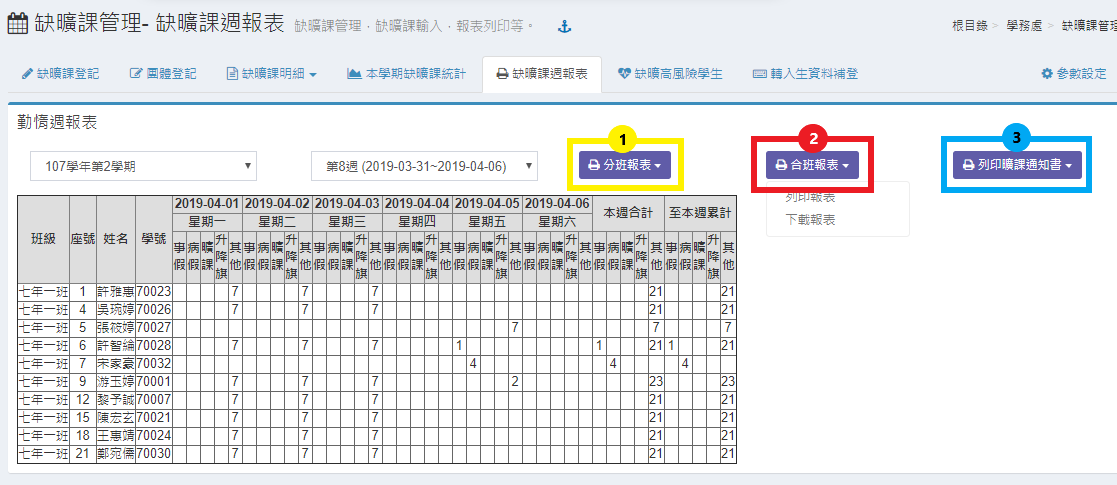 缺曠課管理- 缺曠課週報表 缺曠課管理，缺曠課輸入，報表列印等。
根目錄 > 學務處 > 缺曠課管理
缺曠課登記 團體登記 缺曠課明細 本學期缺曠課統計 缺曠課週報表 缺曠高風險學生 轉入生資料補登 參數設定
勤惰週報表
1 2 3
107學年第2學期 第8週 (2019-03-31~2019-04-06) 分班報表 合班報表 列印曠課通知書
列印報表
下載報表
班級 座號 姓名 學號 2019-04-01 2019-04-02 2019-04-03 2019-04-04 2019-04-05 2019-04-06 本週合計 至本週累計
星期一 星期二 星期三 星期四 星期五 星期六
事假 病假 曠課 升降旗 其他 事假 病假 曠課 升降旗 其他 事假 病假 曠課 升降旗 其他 事假 病假 曠課 升降旗 其他 事假 病假 曠課 升降旗 其他 事假 病假 曠課 升降旗 其他 事假 病假 曠課 升降旗 其他 事假 病假 曠課 升降旗 其他
七年一班 1 許雅惠 70023 7 7 7 21 21
七年一班 4 吳琬婷 70026 7 7 7 21 21
七年一班 5 張筱婷 70027 7 7 7
七年一班 6 許智綸 70028 7 7 7 1 1 21 1 21
七年一班 7 宋家豪 70032 4 4 4
七年一班 9 游玉婷 70001 7 7 7 2 23 23
七年一班 12 黎予誠 70007 7 7 7 21 21
七年一班 15 陳宏玄 70021 7 7 7 21 21
七年一班 18 王惠靖 70024 7 7 7 21 21
七年一班 21 鄭宛儒 70030 7 7 7 21 21